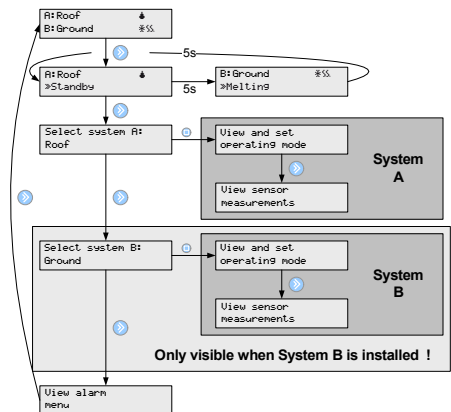 A:Roof
B:Ground
5s
A:Roof
»Standby
5s
B:Ground
»Melting
Select system A:
Roof
View and set
operating mode
View sensor
measurements
System
A
Select system B:
Ground
View and set
operating mode
View sensor
measurements
System
B
Only visible when System B is installed !
View alarm
menu